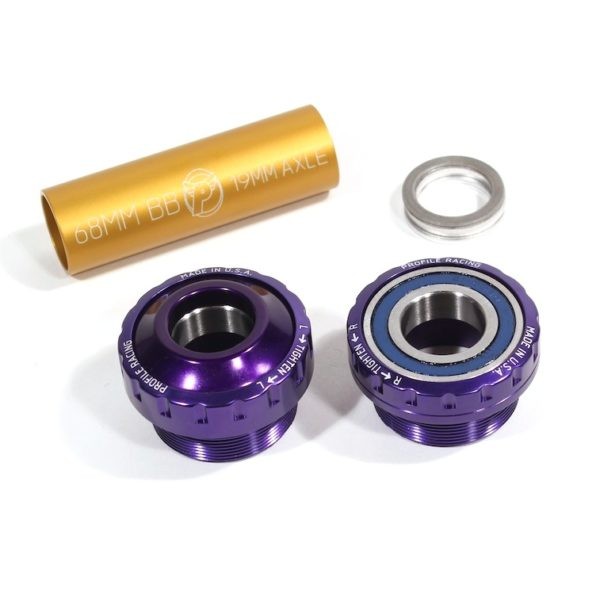 68MM BB P 19MM AXLE
MADE IN U.S.A.
PROFILE RACING
L→TIGHTEN→L
PROFILE RACING
MADE IN U.S.A.
R←TIGHTEN←R